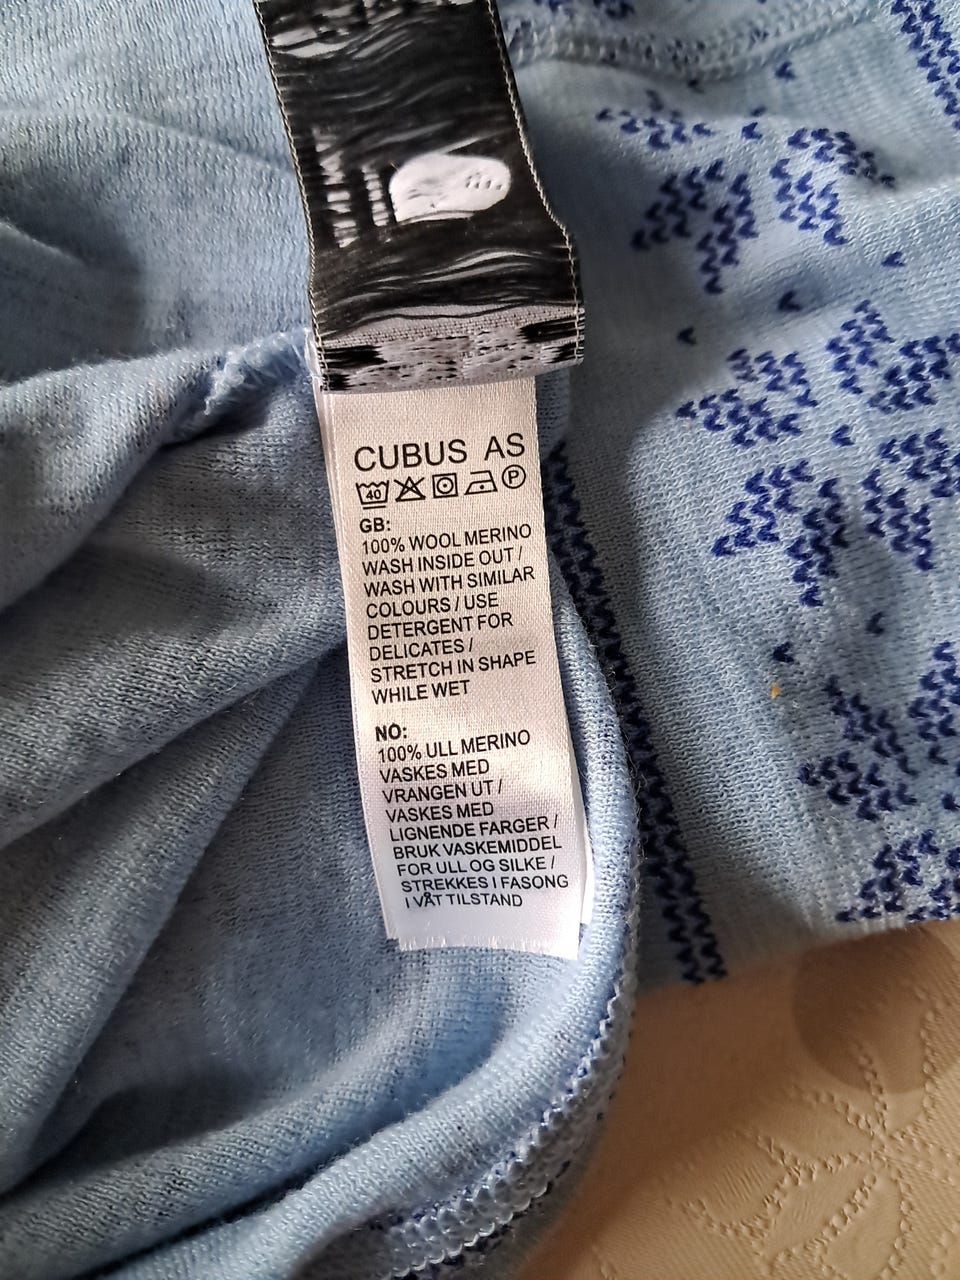 CUBUS AS
40 P
GB:
100% WOOL MERINO
WASH INSIDE OUT /
WASH WITH SIMILAR
COLOURS / USE
DETERGENT FOR
DELICATES /
STRETCH IN SHAPE
WHILE WET
NO:
100% ULL MERINO
VASKES MED
VRANGEN UT /
VASKES MED
LIGNENDE FARGER /
BRUK VASKEMIDDEL
FOR ULL OG SILKE /
STREKKES I FASONG
I VÅT TILSTAND